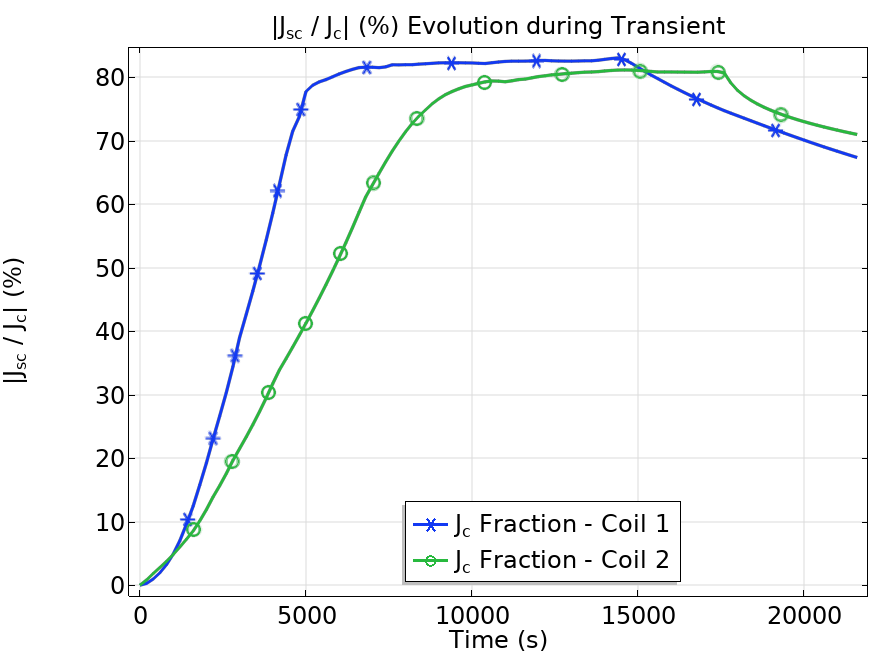 |Jsc / Jc| (%) Evolution during Transient
|Jsc / Jc| (%)
80
70
60
50
40
30
20
10
0
Jc Fraction - Coil 1
Jc Fraction - Coil 2
0 5000 10000 15000 20000
Time (s)